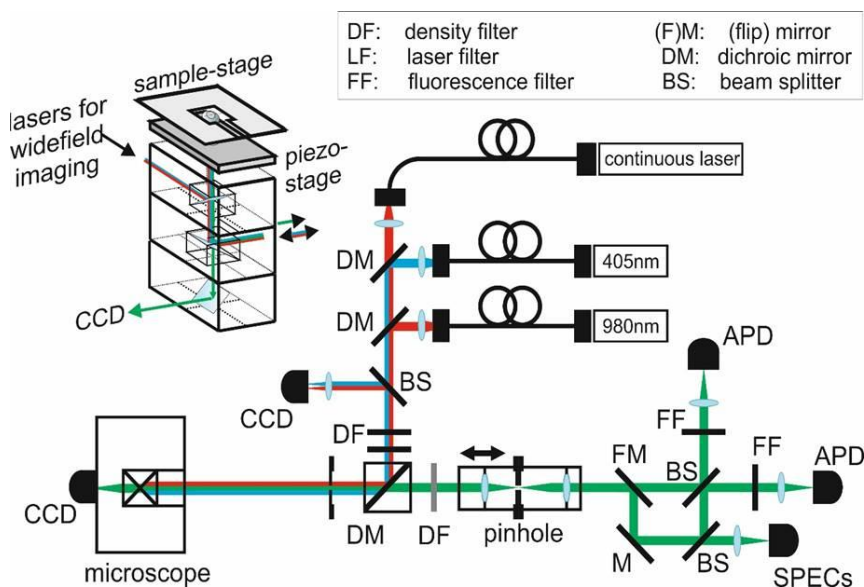 DF: density filter
LF: laser filter
FF: fluorescence filter
(F)M: (flip) mirror
DM: dichroic mirror
BS: beam splitter
sample-stage
lasers for
widefield
imaging
piezo-
stage
CCD
continuous laser
DM
405nm
DM
980nm
BS
CCD
DF
APD
FF
FM
BS
FF
APD
CCD
DM
DF
pinhole
M
BS
SPECs
microscope